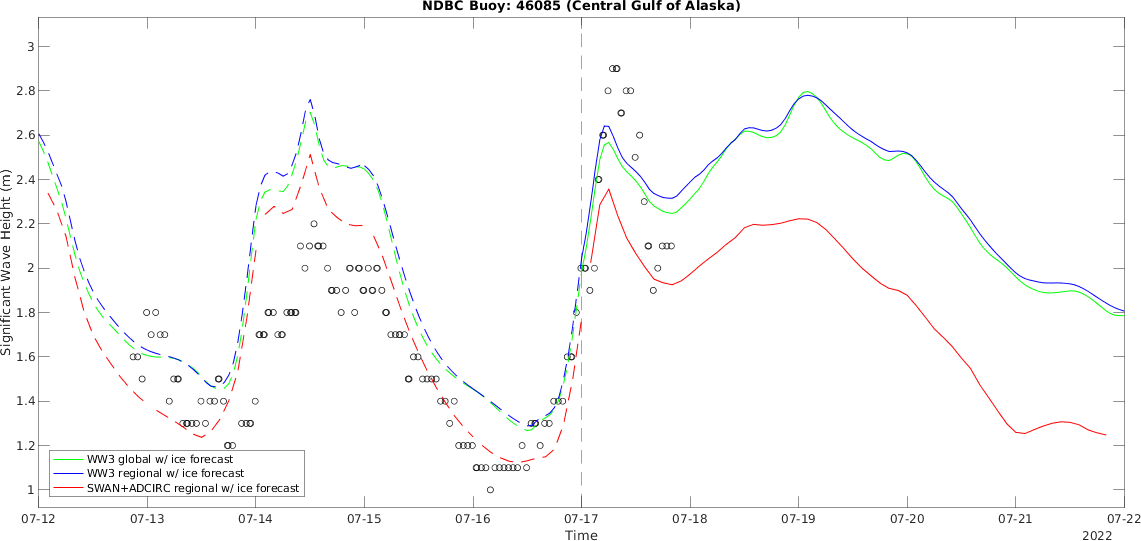 NDBC Buoy: 46085 (Central Gulf of Alaska)
3
2.8
2.6
2.4
2.2
2
1.8
1.6
1.4
1.2
1
Significant Wave Height (m)
WW3 global w/ ice forecast
WW3 regional w/ ice forecast
SWAN+ADCIRC regional w/ ice forecast
07-12 07-13 07-14 07-15 07-16 07-17 07-18 07-19 07-20 07-21 07-22
Time
2022